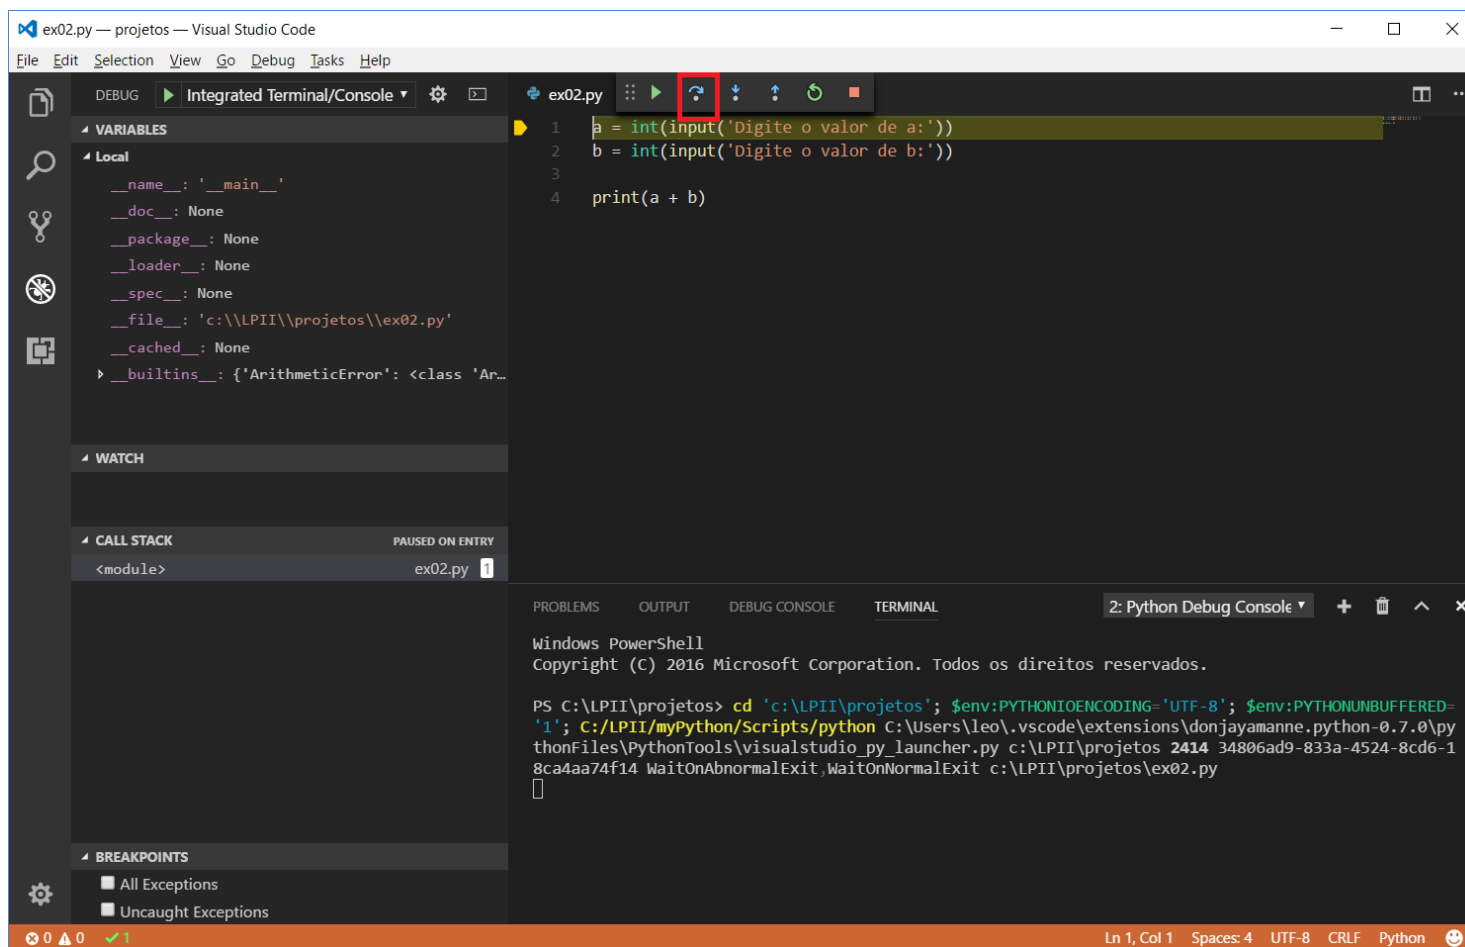 ex02.py — projetos — Visual Studio Code
File Edit Selection View Go Debug Tasks Help
DEBUG Integrated Terminal/Console
ex02.py
VARIABLES
Local
__name__: '__main__'
__doc__: None
__package__: None
__loader__: None
__spec__: None
__file__: 'c:\\LPII\\projetos\\ex02.py'
__cached__: None
__builtins__: {'ArithmeticError': <class 'Ar…
WATCH
CALL STACK PAUSED ON ENTRY
<module> ex02.py 1
BREAKPOINTS
All Exceptions
Uncaught Exceptions
1 a = int(input('Digite o valor de a:'))
2 b = int(input('Digite o valor de b:'))
3
4 print(a + b)
PROBLEMS OUTPUT DEBUG CONSOLE TERMINAL 2: Python Debug Console
Windows PowerShell
Copyright (C) 2016 Microsoft Corporation. Todos os direitos reservados.
PS C:\LPII\projetos> cd 'c:\LPII\projetos'; $env:PYTHONIOENCODING='UTF-8'; $env:PYTHONUNBUFFERED=
'1'; C:/LPII/myPython/Scripts/python C:\Users\leo\.vscode\extensions\donjayamanne.python-0.7.0\py
thonFiles\PythonTools\visualstudio_py_launcher.py c:\LPII\projetos 2414 34806ad9-833a-4524-8cd6-1
8ca4aa74f14 WaitOnAbnormalExit,WaitOnNormalExit c:\LPII\projetos\ex02.py
0 0 1 Ln 1, Col 1 Spaces: 4 UTF-8 CRLF Python